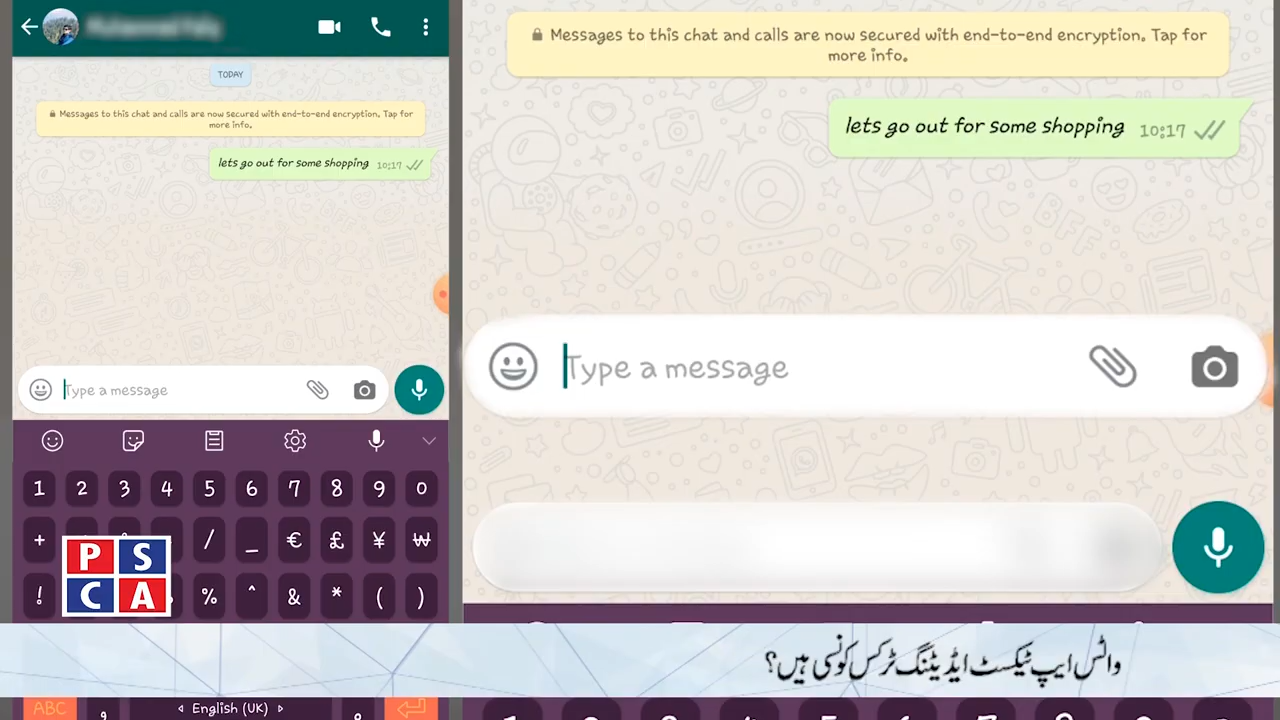 TODAY
Messages to this chat and calls are now secured with end-to-end encryption. Tap for
more info.
lets go out for some shopping 10:17
Type a message
1 2 3 4 5 6 7 8 9 0
+ / _ € £ ¥ ₩
! % ^ & * ( )
P S
C A
ABC , English (UK)
Messages to this chat and calls are now secured with end-to-end encryption. Tap for
more info.
lets go out for some shopping 10:17
Type a message
واٹس ایپ ٹیکسٹ ایڈیٹنگ ٹرکس کونسی ہیں؟